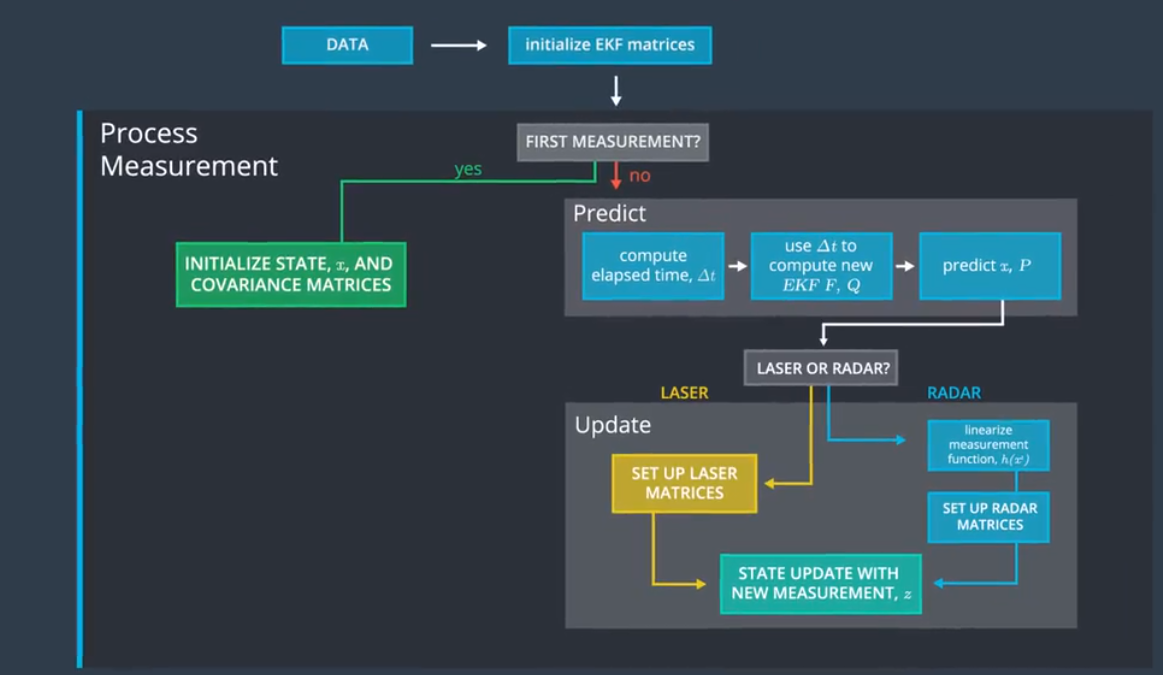 DATA
initialize EKF matrices
Process
Measurement
FIRST MEASUREMENT?
yes
no
INITIALIZE STATE, x, AND
COVARIANCE MATRICES
Predict
compute
elapsed time, Δt
use Δt to
compute new
EKF F, Q
predict x, P
LASER OR RADAR?
LASER
RADAR
Update
linearize
measurement
function, h(x')
SET UP LASER
MATRICES
SET UP RADAR
MATRICES
STATE UPDATE WITH
NEW MEASUREMENT, z